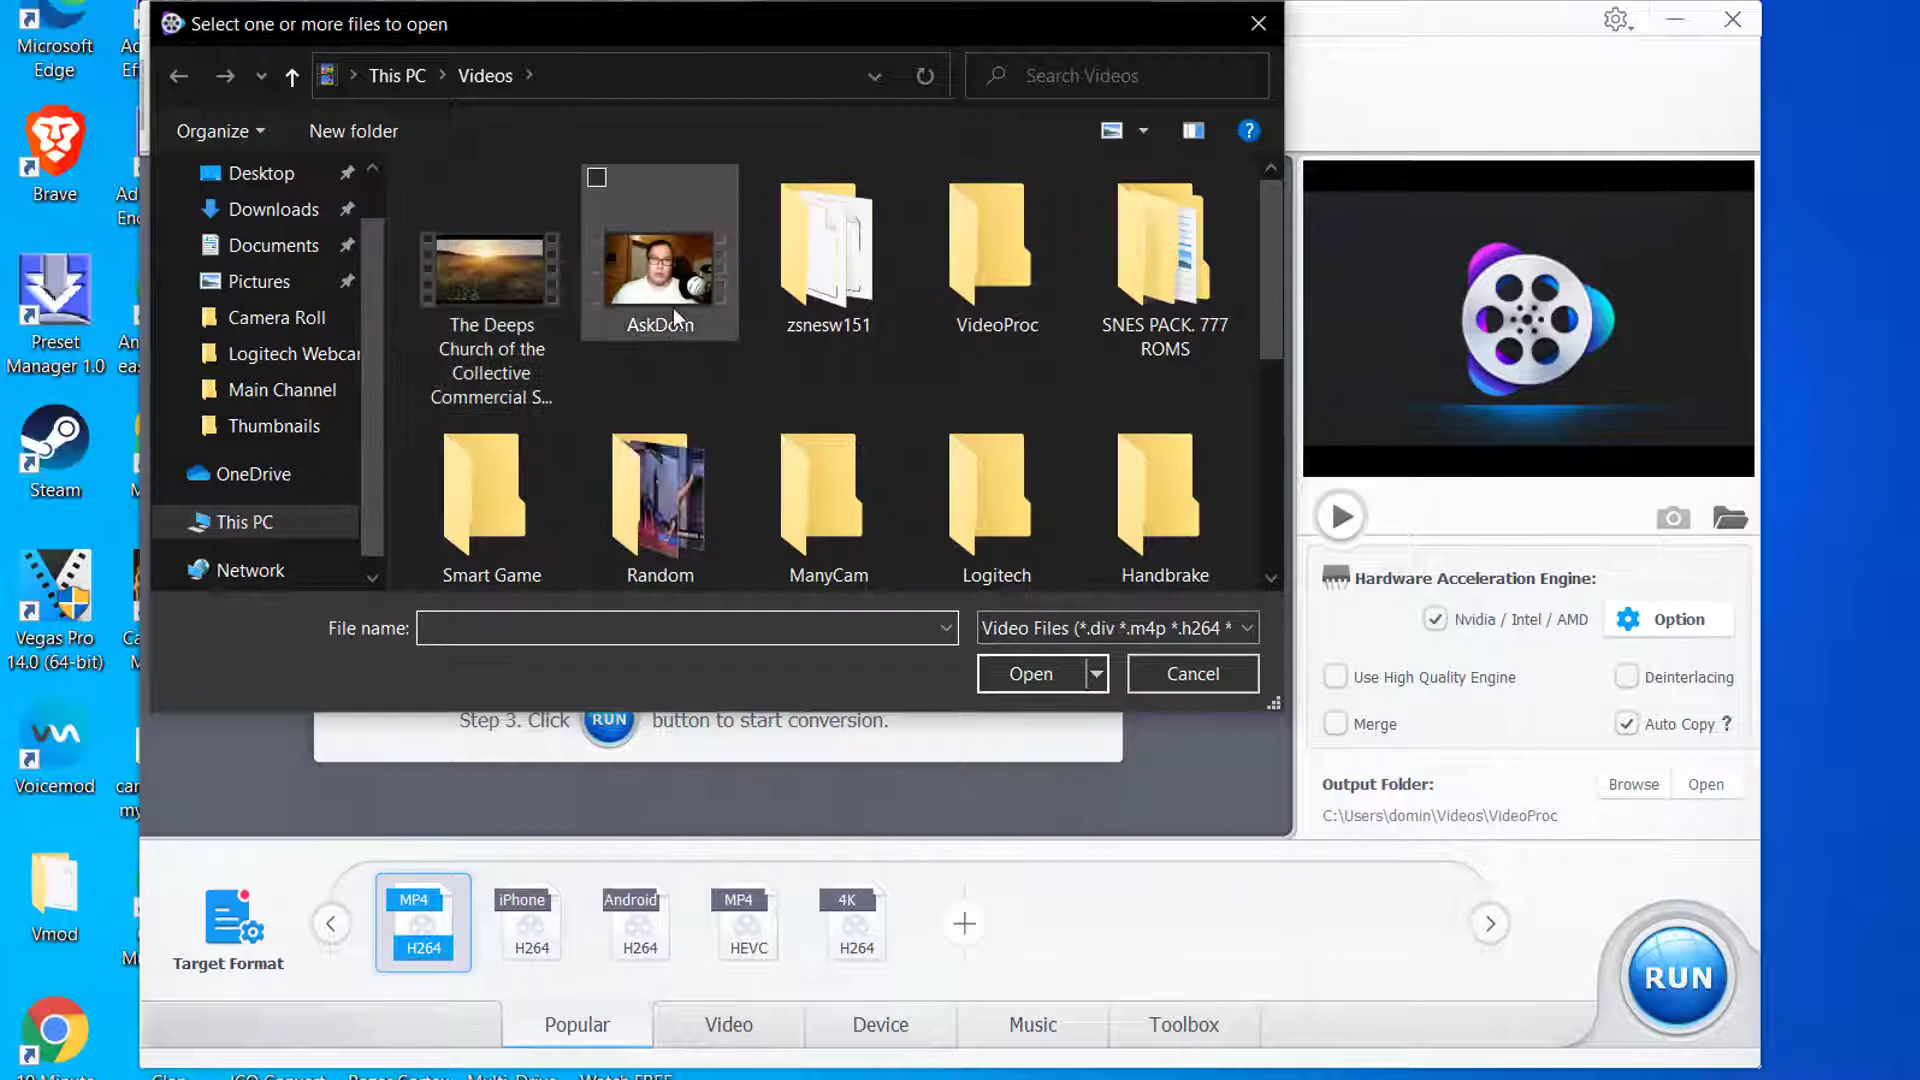 Select one or more files to open
This PC
Videos
Search Videos
Organize
New folder
Desktop
Downloads
Documents
Pictures
Camera Roll
Logitech Webcar
Main Channel
Thumbnails
OneDrive
This PC
Network
The Deeps
Church of the
Collective
Commercial S...
AskDom
zsnesw151
VideoProc
SNES PACK. 777
ROMS
Smart Game
Random
ManyCam
Logitech
Handbrake
File name:
Video Files (*.div *.m4p *.h264 *
Open
Cancel
Step 3. Click RUN button to start conversion.
Hardware Acceleration Engine:
Nvidia / Intel / AMD
Option
Use High Quality Engine
Deinterlacing
Merge
Auto Copy ?
Output Folder:
Browse
Open
C:\Users\domin\Videos\VideoProc
Target Format
MP4
H264
iPhone
H264
Android
H264
MP4
HEVC
4K
H264
RUN
Popular
Video
Device
Music
Toolbox
Microsoft
Edge
Brave
Preset
Manager 1.0
Steam
Vegas Pro
14.0 (64-bit)
Voicemod
Vmod